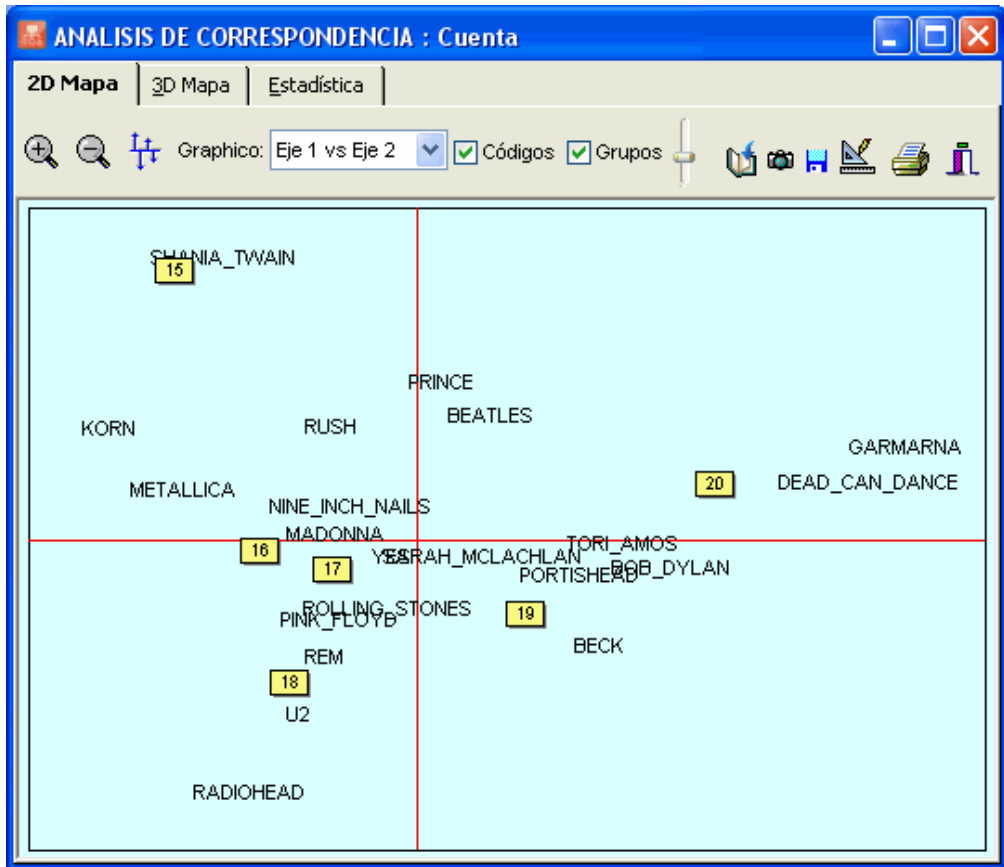 ANALISIS DE CORRESPONDENCIA : Cuenta
2D Mapa 3D Mapa Estadística
Graphico: Eje 1 vs Eje 2 Códigos Grupos
SHANIA_TWAIN
15
PRINCE
BEATLES
KORN
RUSH
GARMARNA
20
DEAD_CAN_DANCE
METALLICA
NINE_INCH_NAILS
MADONNA
TORI_AMOS
16
YES
SARAH_MCLACHLAN
17
PORTISHEAD
BOB_DYLAN
ROLLING_STONES
19
PINK_FLOYD
BECK
REM
18
U2
RADIOHEAD